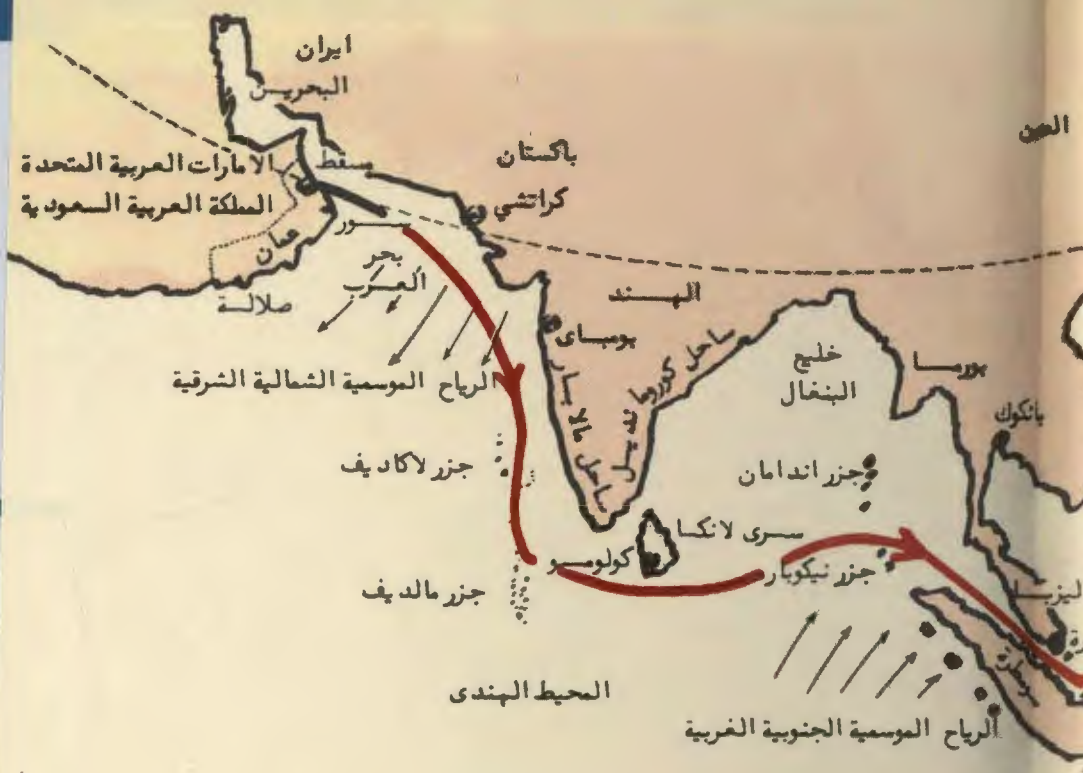 ايران
البحرين
الصين
الامارات العربية المتحدة
مسقط
باكستان
المملكة العربية السعودية
كراتشي
صور
عمان
بحر
العرب
صلالة
الهند
بومباى
ساحل كوروماندبل
خليج
البنغال
بورما
الرياح الموسمية الشمالية الشرقية
ساحل مالابار
بانكوك
جزر لاكاديف
جزر اندامان
سرى لانكا
كولومبو
جزر نيكوبار
جزر مالديف
المحيط الهندى
الرياح الموسمية الجنوبية الغربية